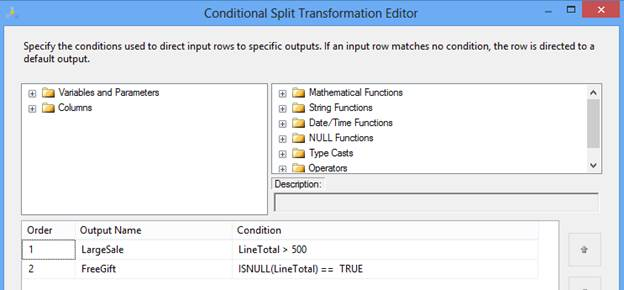 Conditional Split Transformation Editor
Specify the conditions used to direct input rows to specific outputs. If an input row matches no condition, the row is directed to a
default output.
Variables and Parameters
Columns
Mathematical Functions
String Functions
Date/Time Functions
NULL Functions
Type Casts
Operators
Description:
Order Output Name Condition
1 LargeSale LineTotal > 500
2 FreeGift ISNULL(LineTotal) == TRUE